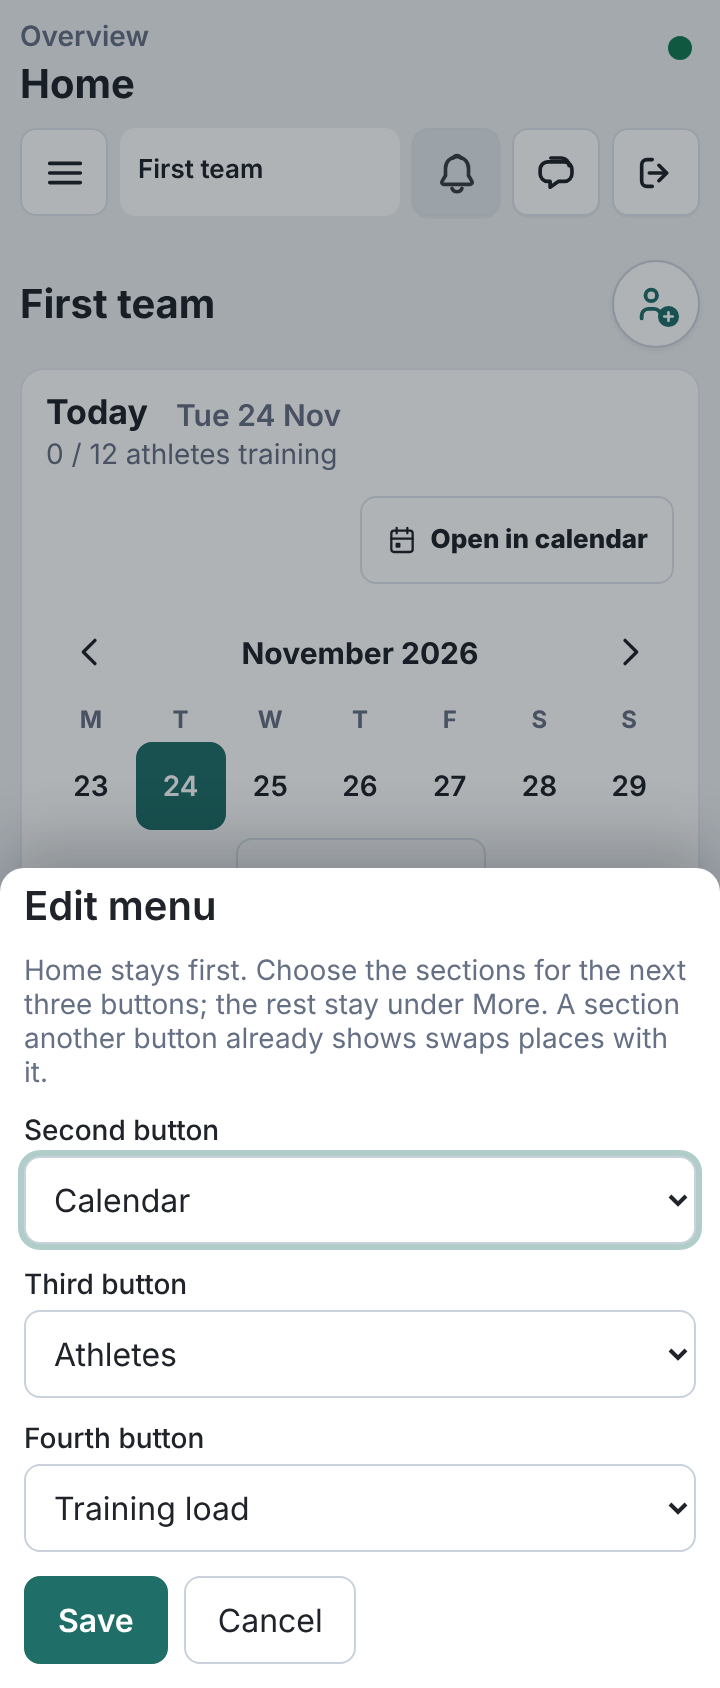 Overview
Home
First team
First team
Today Tue 24 Nov
0 / 12 athletes training
Open in calendar
November 2026
M T W T F S S
23 24 25 26 27 28 29
Edit menu
Home stays first. Choose the sections for the next
three buttons; the rest stay under More. A section
another button already shows swaps places with
it.
Second button
Calendar
Third button
Athletes
Fourth button
Training load
Save Cancel